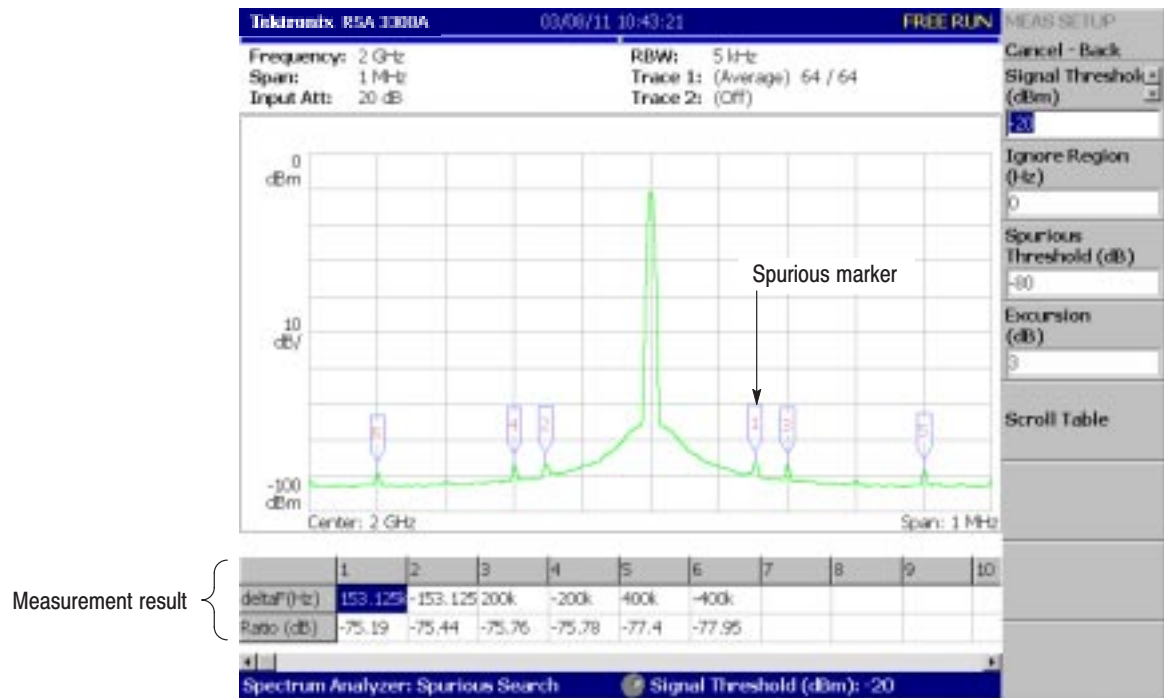 Tektronix RSA 3308A 03/08/11 10:43:21 FREE RUN
MEAS SETUP
Frequency: 2 GHz
Span: 1 MHz
Input Att: 20 dB
RBW: 5 kHz
Trace 1: (Average) 64 / 64
Trace 2: (Off)
Cancel - Back
Signal Threshol
(dBm)
-20
Ignore Region
(Hz)
0
Spurious
Threshold (dB)
-80
Excursion
(dB)
3
Scroll Table
0
dBm
10
dB/
-100
dBm
Spurious marker
Center: 2 GHz
Span: 1 MHz
Measurement result
1 2 3 4 5 6 7 8 9 10
deltaF(Hz) 153.125k -153.125 200k -200k 400k -400k
Ratio (dB) -75.19 -75.44 -75.76 -75.78 -77.4 -77.95
Spectrum Analyzer: Spurious Search
Signal Threshold (dBm): -20